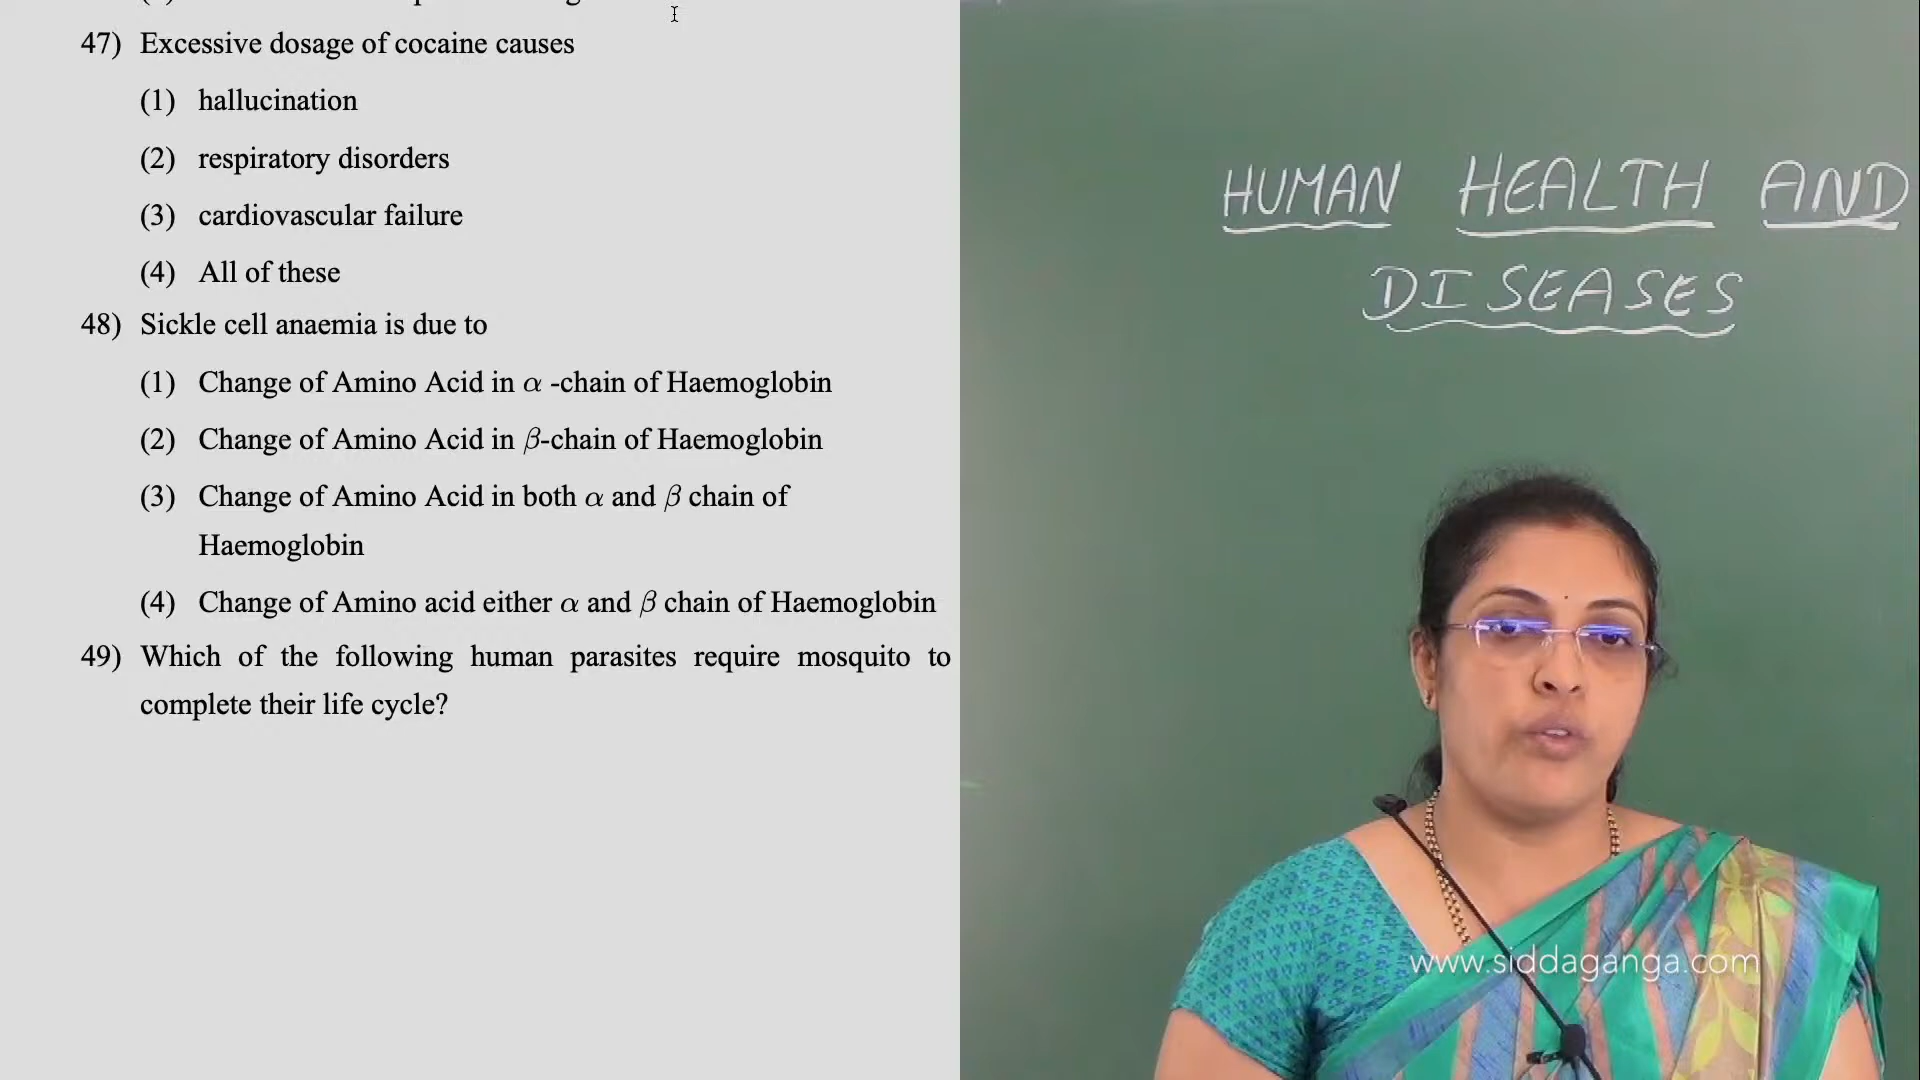 47) Excessive dosage of cocaine causes
(1) hallucination
(2) respiratory disorders
(3) cardiovascular failure
(4) All of these
48) Sickle cell anaemia is due to
(1) Change of Amino Acid in α -chain of Haemoglobin
(2) Change of Amino Acid in β-chain of Haemoglobin
(3) Change of Amino Acid in both α and β chain of
Haemoglobin
(4) Change of Amino acid either α and β chain of Haemoglobin
49) Which of the following human parasites require mosquito to
complete their life cycle?
HUMAN HEALTH AND
DISEASES
www.siddaganga.com